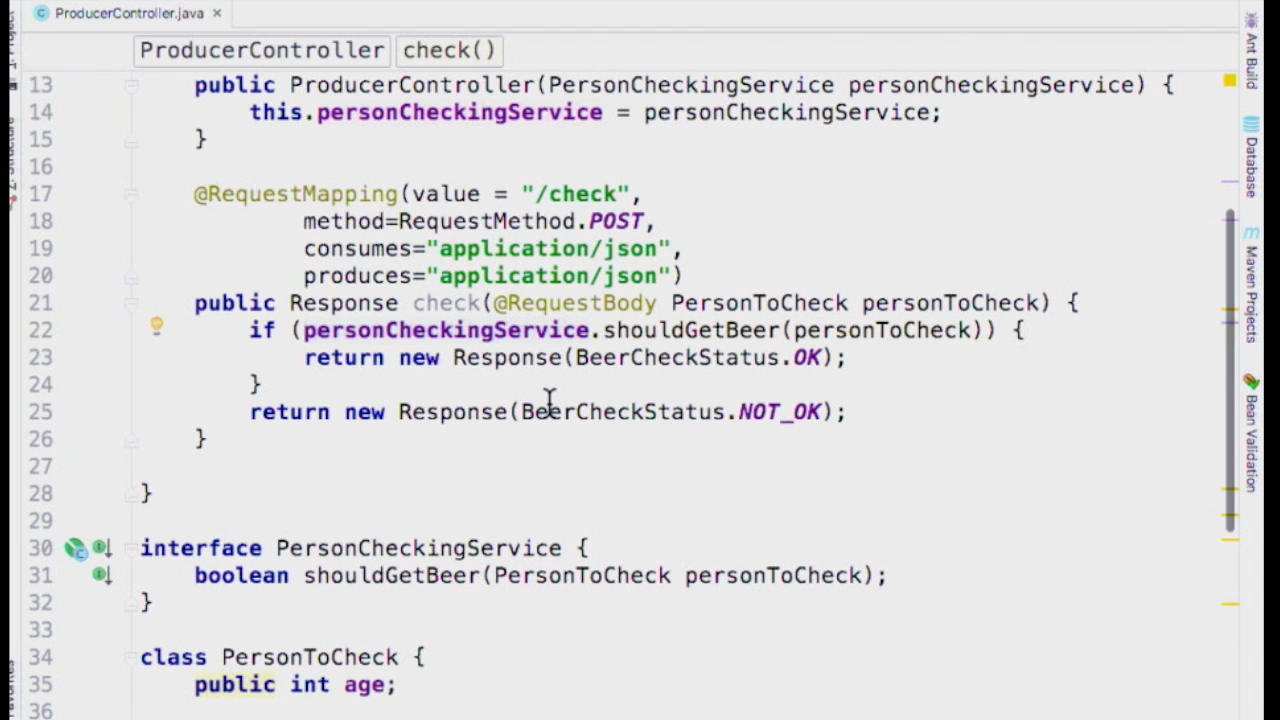 ProducerController.java ×
ProducerController check()
13 public ProducerController(PersonCheckingService personCheckingService) {
14 this.personCheckingService = personCheckingService;
15 }
16
17 @RequestMapping(value = "/check",
18 method=RequestMethod.POST,
19 consumes="application/json",
20 produces="application/json")
21 public Response check(@RequestBody PersonToCheck personToCheck) {
22 if (personCheckingService.shouldGetBeer(personToCheck)) {
23 return new Response(BeerCheckStatus.OK);
24 }
25 return new Response(BeerCheckStatus.NOT_OK);
26 }
27
28 }
29
30 interface PersonCheckingService {
31 boolean shouldGetBeer(PersonToCheck personToCheck);
32 }
33
34 class PersonToCheck {
35 public int age;
36
Ant Build
Database
m Maven Projects
Bean Validation